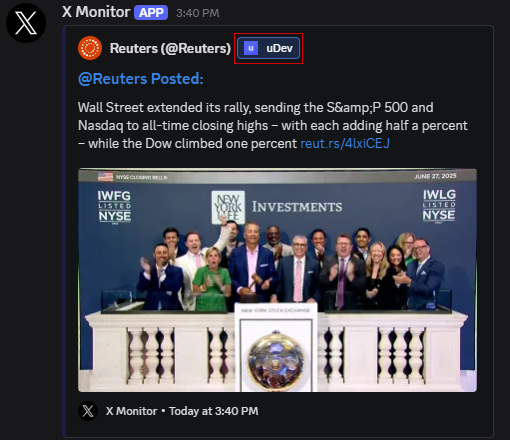 X Monitor APP 3:40 PM
Reuters (@Reuters) u uDev
@Reuters Posted:
Wall Street extended its rally, sending the S&amp;P 500 and
Nasdaq to all-time closing highs – with each adding half a percent
– while the Dow climbed one percent reut.rs/4lxiCEJ
NYSE CLOSING BELLS JUNE 27, 2025
IWFG
LISTED
NYSE
NEW
YORK
LIFE
INVESTMENTS
IWLG
LISTED
NYSE
NEW YORK STOCK EXCHANGE
X Monitor • Today at 3:40 PM